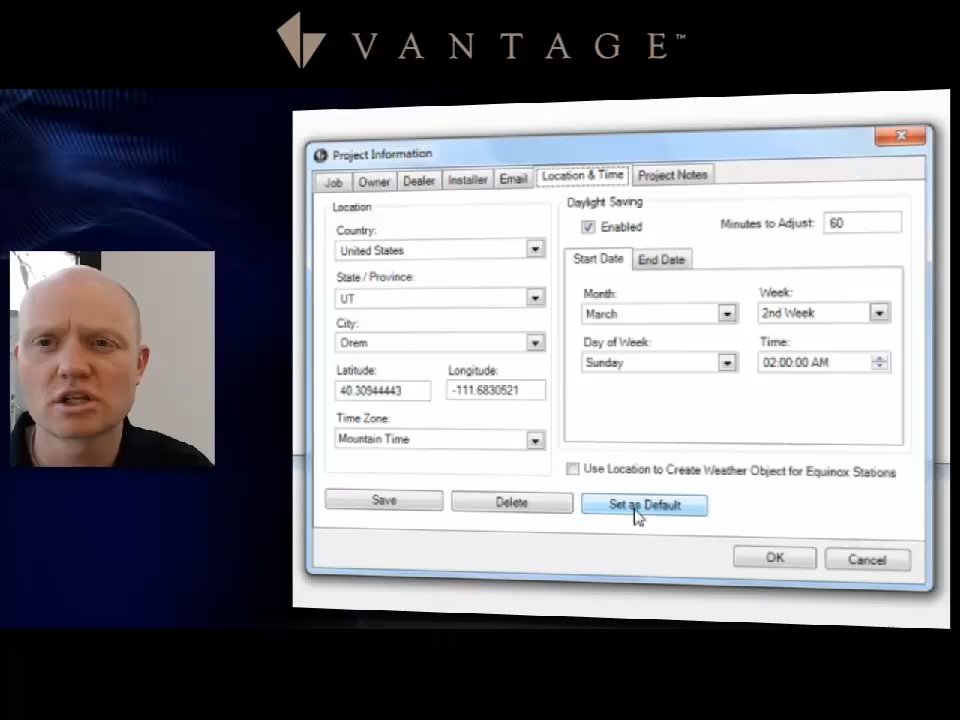 VANTAGE™
Project Information
Job
Owner
Dealer
Installer
Email
Location & Time
Project Notes
Location
Country:
United States
State / Province:
UT
City:
Orem
Latitude:
Longitude:
40.30944443
-111.6830521
Time Zone:
Mountain Time
Daylight Saving
Enabled
Minutes to Adjust:
60
Start Date
End Date
Month:
Week:
March
2nd Week
Day of Week:
Time:
Sunday
02:00:00 AM
Use Location to Create Weather Object for Equinox Stations
Save
Delete
Set as Default
OK
Cancel